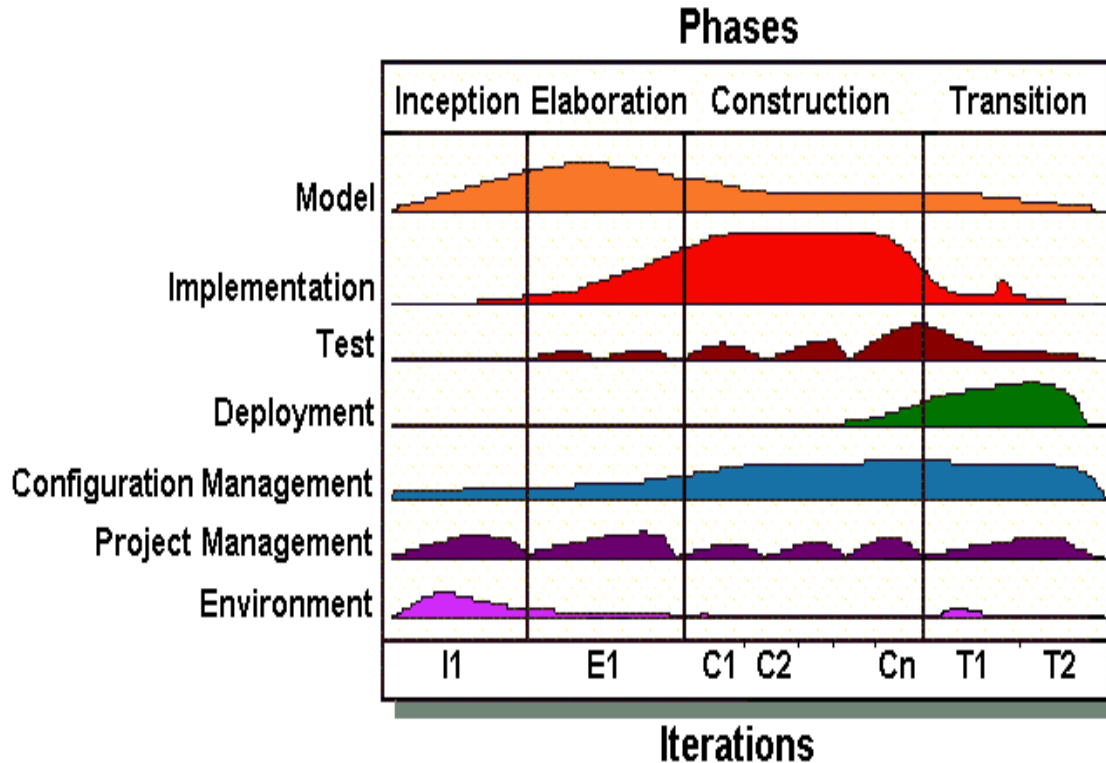 Phases
Inception Elaboration Construction Transition
Model
Implementation
Test
Deployment
Configuration Management
Project Management
Environment
I1 E1 C1 C2 Cn T1 T2
Iterations